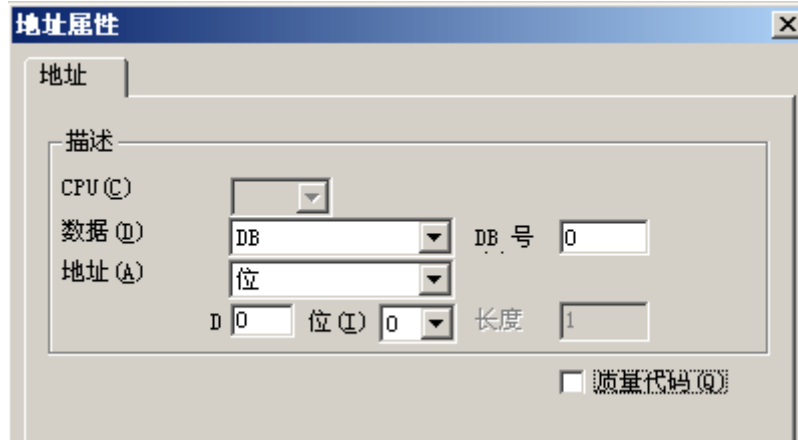 地址属性
地址
描述
CPU(C)
数据(D) DB DB 号 0
地址(A) 位
D 0 位(I) 0 长度 1
质量代码(Q)